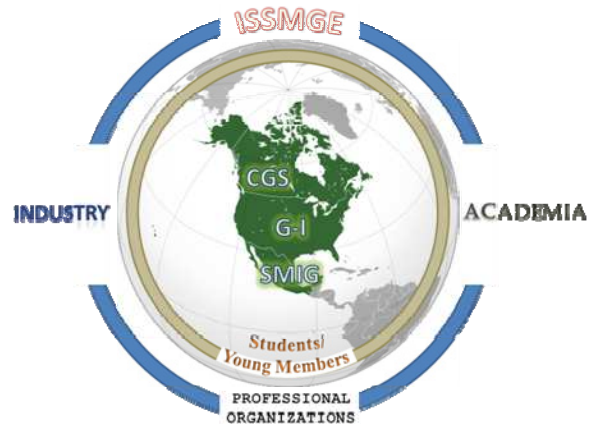 ISSMGE
CGS
INDUSTRY
ACADEMIA
G-I
SMIG
Students/
Young Members
PROFESSIONAL
ORGANIZATIONS